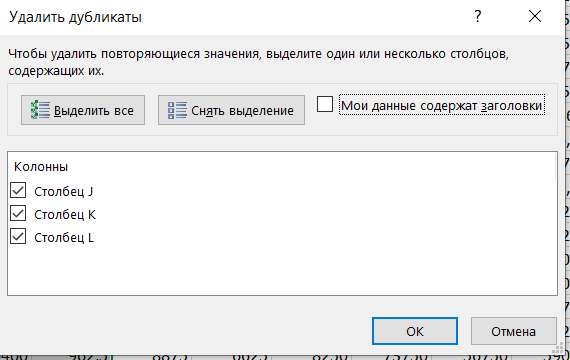 Удалить дубликаты ?
Чтобы удалить повторяющиеся значения, выделите один или несколько столбцов,
содержащих их.
Выделить все Снять выделение Мои данные содержат заголовки
Колонны
Столбец J
Столбец K
Столбец L
OK Отмена